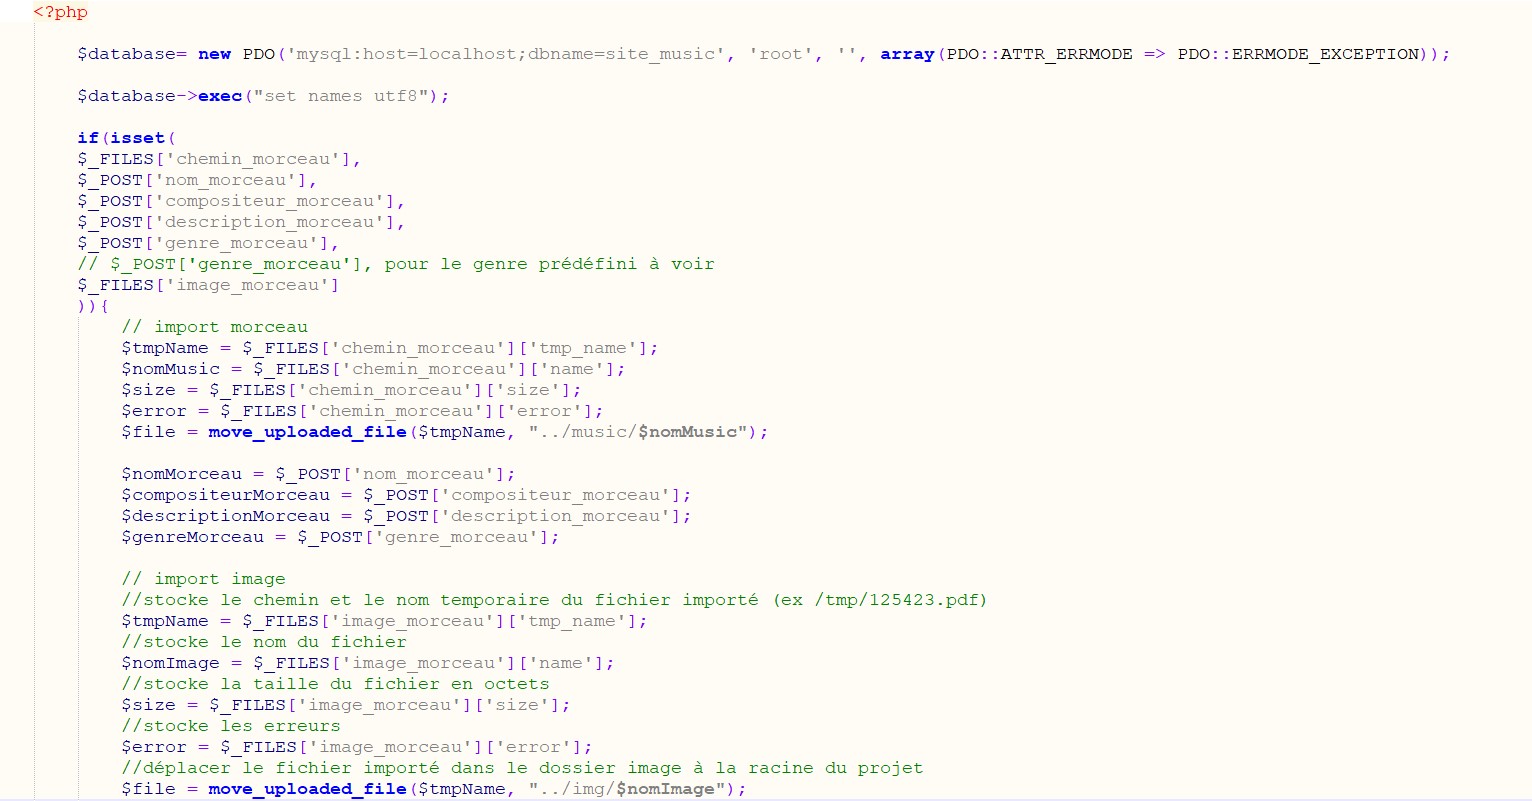 <?php
$database= new PDO('mysql:host=localhost;dbname=site_music', 'root', '', array(PDO::ATTR_ERRMODE => PDO::ERRMODE_EXCEPTION));
$database->exec("set names utf8");
if(isset(
$_FILES['chemin_morceau'],
$_POST['nom_morceau'],
$_POST['compositeur_morceau'],
$_POST['description_morceau'],
$_POST['genre_morceau'],
// $_POST['genre_morceau'], pour le genre prédéfini à voir
$_FILES['image_morceau']
)){
// import morceau
$tmpName = $_FILES['chemin_morceau']['tmp_name'];
$nomMusic = $_FILES['chemin_morceau']['name'];
$size = $_FILES['chemin_morceau']['size'];
$error = $_FILES['chemin_morceau']['error'];
$file = move_uploaded_file($tmpName, "../music/$nomMusic");
$nomMorceau = $_POST['nom_morceau'];
$compositeurMorceau = $_POST['compositeur_morceau'];
$descriptionMorceau = $_POST['description_morceau'];
$genreMorceau = $_POST['genre_morceau'];
// import image
//stocke le chemin et le nom temporaire du fichier importé (ex /tmp/125423.pdf)
$tmpName = $_FILES['image_morceau']['tmp_name'];
//stocke le nom du fichier
$nomImage = $_FILES['image_morceau']['name'];
//stocke la taille du fichier en octets
$size = $_FILES['image_morceau']['size'];
//stocke les erreurs
$error = $_FILES['image_morceau']['error'];
//déplacer le fichier importé dans le dossier image à la racine du projet
$file = move_uploaded_file($tmpName, "../img/$nomImage");